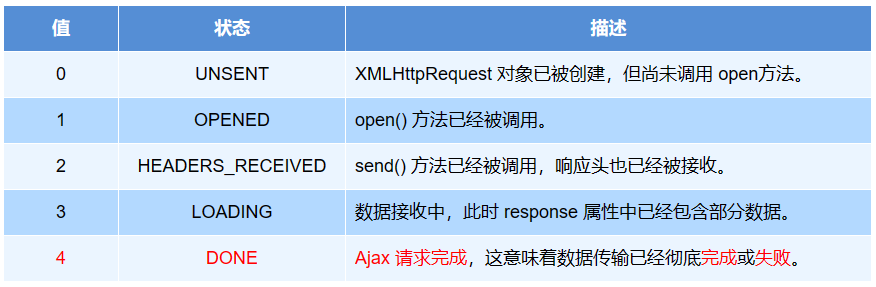 值 状态 描述
0 UNSENT XMLHttpRequest 对象已被创建，但尚未调用 open方法。
1 OPENED open() 方法已经被调用。
2 HEADERS_RECEIVED send() 方法已经被调用，响应头也已经被接收。
3 LOADING 数据接收中，此时 response 属性中已经包含部分数据。
4 DONE Ajax 请求完成，这意味着数据传输已经彻底完成或失败。